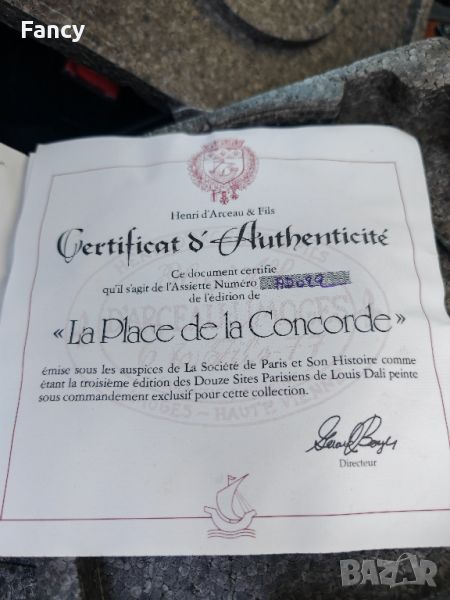 Fancy
Henri d'Arceau & Fils
Certificat d'Authenticité
Ce document certifie
qu'il s'agit de l'Assiette Numéro
de l'édition de
« La Place de la Concorde »
émise sous les auspices de La Société de Paris et Son Histoire comme
étant la troisième édition des Douze Sites Parisiens de Louis Dali peinte
sous commandement exclusif pour cette collection.
Directeur
BAZAR